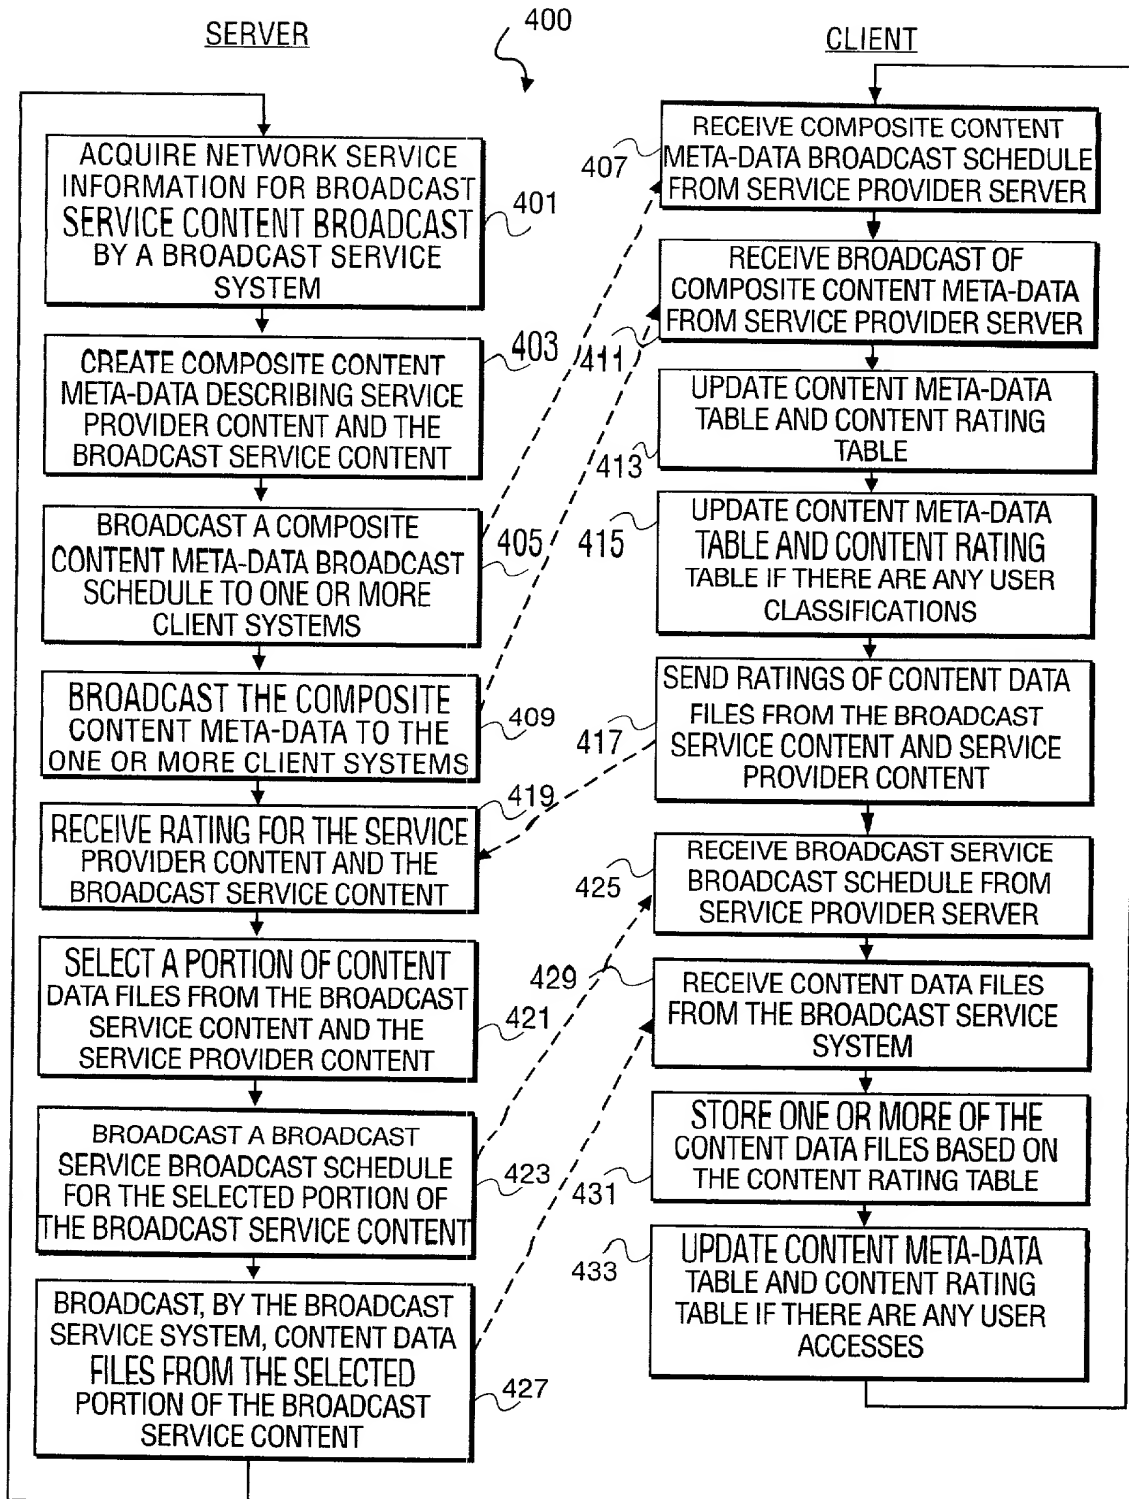 SERVER
400
CLIENT
ACQUIRE NETWORK SERVICE
INFORMATION FOR BROADCAST
SERVICE CONTENT BROADCAST
BY A BROADCAST SERVICE
SYSTEM
401
CREATE COMPOSITE CONTENT
META-DATA DESCRIBING SERVICE
PROVIDER CONTENT AND THE
BROADCAST SERVICE CONTENT
403
BROADCAST A COMPOSITE
CONTENT META-DATA BROADCAST
SCHEDULE TO ONE OR MORE
CLIENT SYSTEMS
405
BROADCAST THE COMPOSITE
CONTENT META-DATA TO THE
ONE OR MORE CLIENT SYSTEMS
409
419
RECEIVE RATING FOR THE SERVICE
PROVIDER CONTENT AND THE
BROADCAST SERVICE CONTENT
SELECT A PORTION OF CONTENT
DATA FILES FROM THE BROADCAST
SERVICE CONTENT AND THE
SERVICE PROVIDER CONTENT
421
BROADCAST A BROADCAST
SERVICE BROADCAST SCHEDULE
FOR THE SELECTED PORTION OF
THE BROADCAST SERVICE CONTENT
423
BROADCAST, BY THE BROADCAST
SERVICE SYSTEM, CONTENT DATA
FILES FROM THE SELECTED
PORTION OF THE BROADCAST
SERVICE CONTENT
427
RECEIVE COMPOSITE CONTENT
META-DATA BROADCAST SCHEDULE
FROM SERVICE PROVIDER SERVER
407
RECEIVE BROADCAST OF
COMPOSITE CONTENT META-DATA
FROM SERVICE PROVIDER SERVER
411
UPDATE CONTENT META-DATA
TABLE AND CONTENT RATING
TABLE
413
UPDATE CONTENT META-DATA
TABLE AND CONTENT RATING
TABLE IF THERE ARE ANY USER
CLASSIFICATIONS
415
SEND RATINGS OF CONTENT DATA
FILES FROM THE BROADCAST
SERVICE CONTENT AND SERVICE
PROVIDER CONTENT
417
RECEIVE BROADCAST SERVICE
BROADCAST SCHEDULE FROM
SERVICE PROVIDER SERVER
425
429
RECEIVE CONTENT DATA FILES
FROM THE BROADCAST SERVICE
SYSTEM
STORE ONE OR MORE OF THE
CONTENT DATA FILES BASED ON
THE CONTENT RATING TABLE
431
UPDATE CONTENT META-DATA
TABLE AND CONTENT RATING
TABLE IF THERE ARE ANY USER
ACCESSES
433